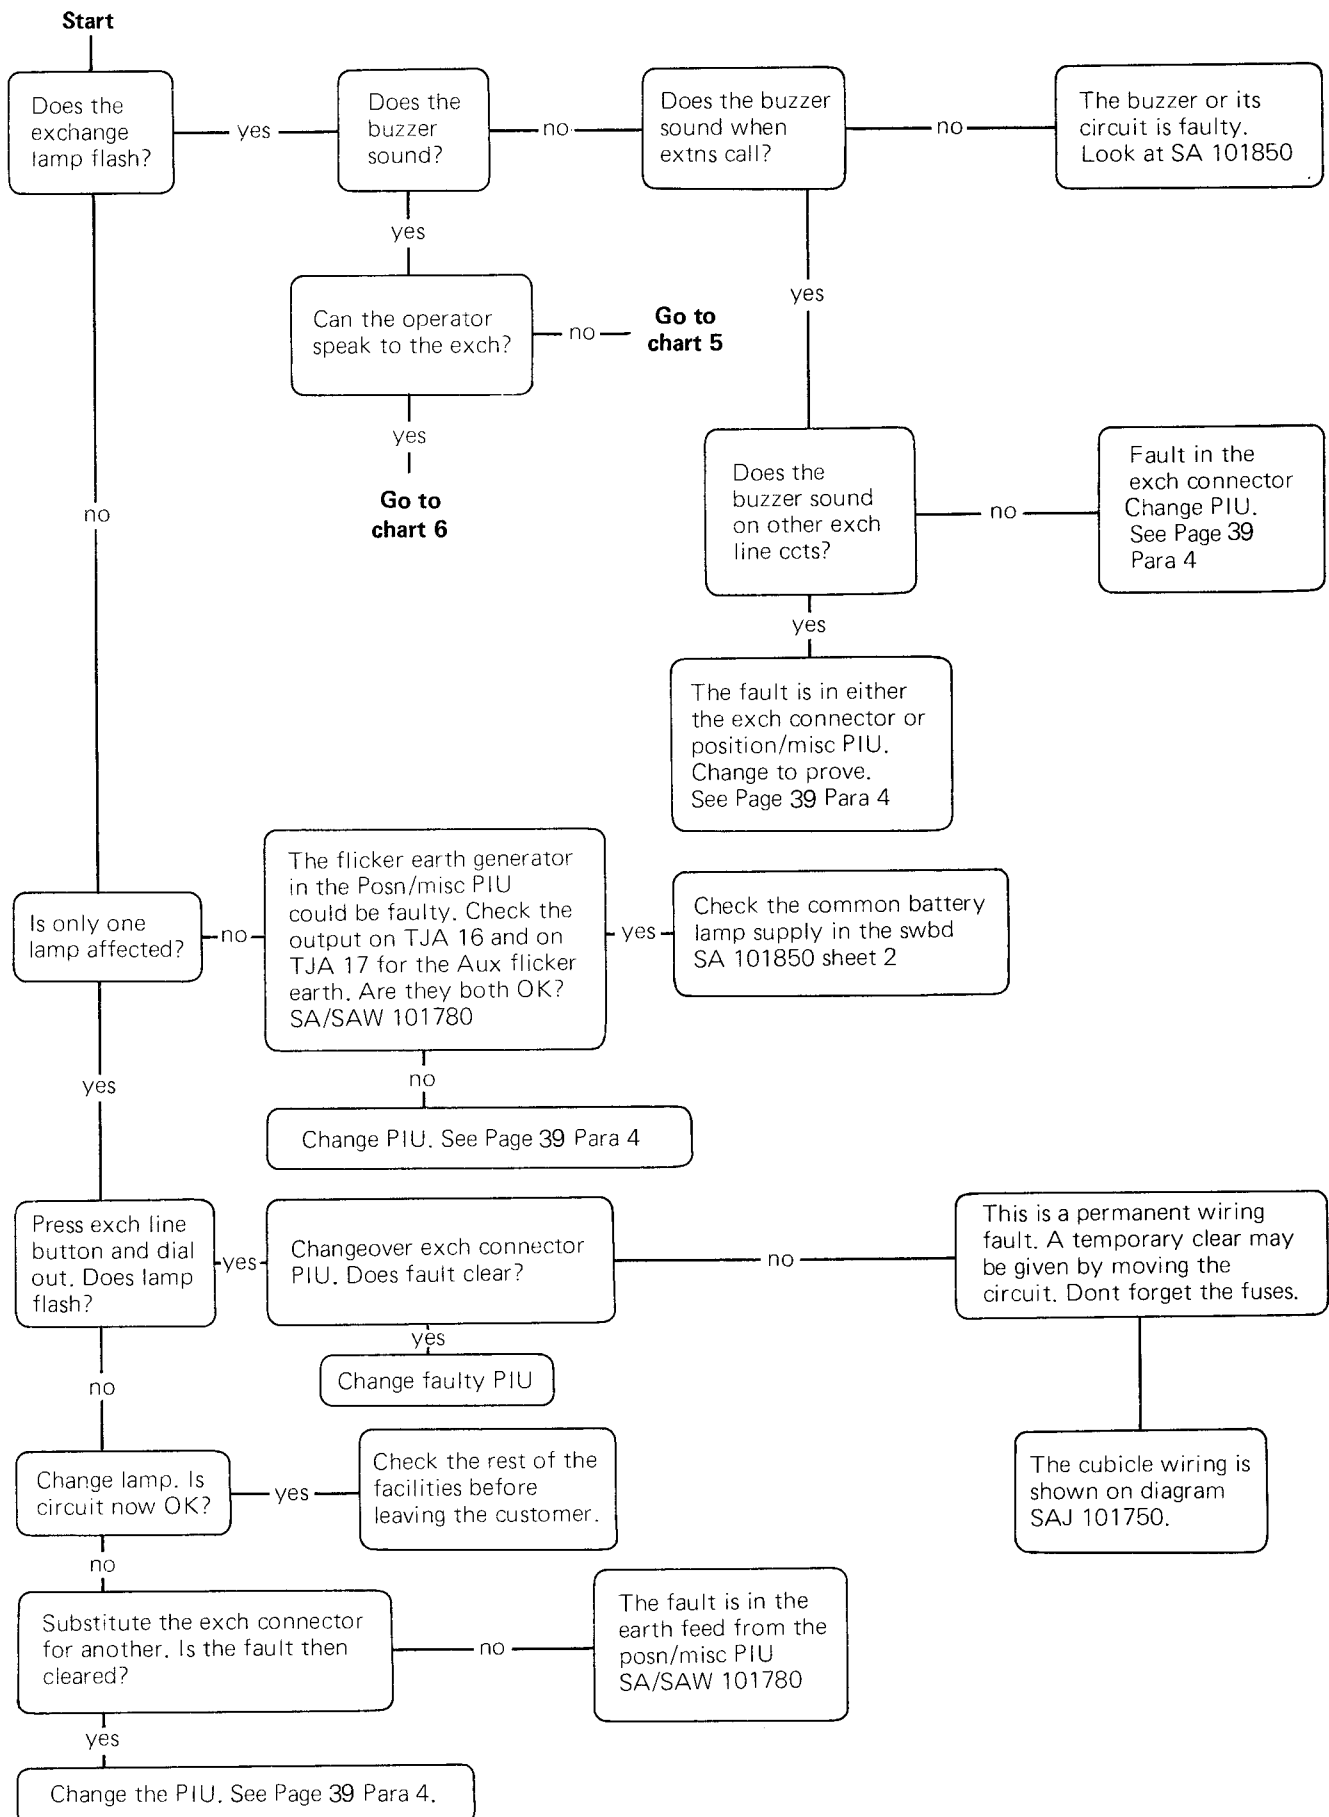 Start
Does the
exchange
lamp flash?
yes
Does the
buzzer
sound?
no
Does the buzzer
sound when
extns call?
no
The buzzer or its
circuit is faulty.
Look at SA 101850
yes
Can the operator
speak to the exch?
no
Go to
chart 5
yes
Go to
chart 6
yes
Does the
buzzer sound
on other exch
line ccts?
no
Fault in the
exch connector
Change PIU.
See Page 39
Para 4
yes
The fault is in either
the exch connector or
position/misc PIU.
Change to prove.
See Page 39 Para 4
no
Is only one
lamp affected?
no
The flicker earth generator
in the Posn/misc PIU
could be faulty. Check the
output on TJA 16 and on
TJA 17 for the Aux flicker
earth. Are they both OK?
SA/SAW 101780
yes
Check the common battery
lamp supply in the swbd
SA 101850 sheet 2
no
Change PIU. See Page 39 Para 4
yes
Press exch line
button and dial
out. Does lamp
flash?
yes
Changeover exch connector
PIU. Does fault clear?
no
This is a permanent wiring
fault. A temporary clear may
be given by moving the
circuit. Dont forget the fuses.
yes
Change faulty PIU
The cubicle wiring is
shown on diagram
SAJ 101750.
no
Change lamp. Is
circuit now OK?
yes
Check the rest of the
facilities before
leaving the customer.
no
Substitute the exch connector
for another. Is the fault then
cleared?
no
The fault is in the
earth feed from the
posn/misc PIU
SA/SAW 101780
yes
Change the PIU. See Page 39 Para 4.